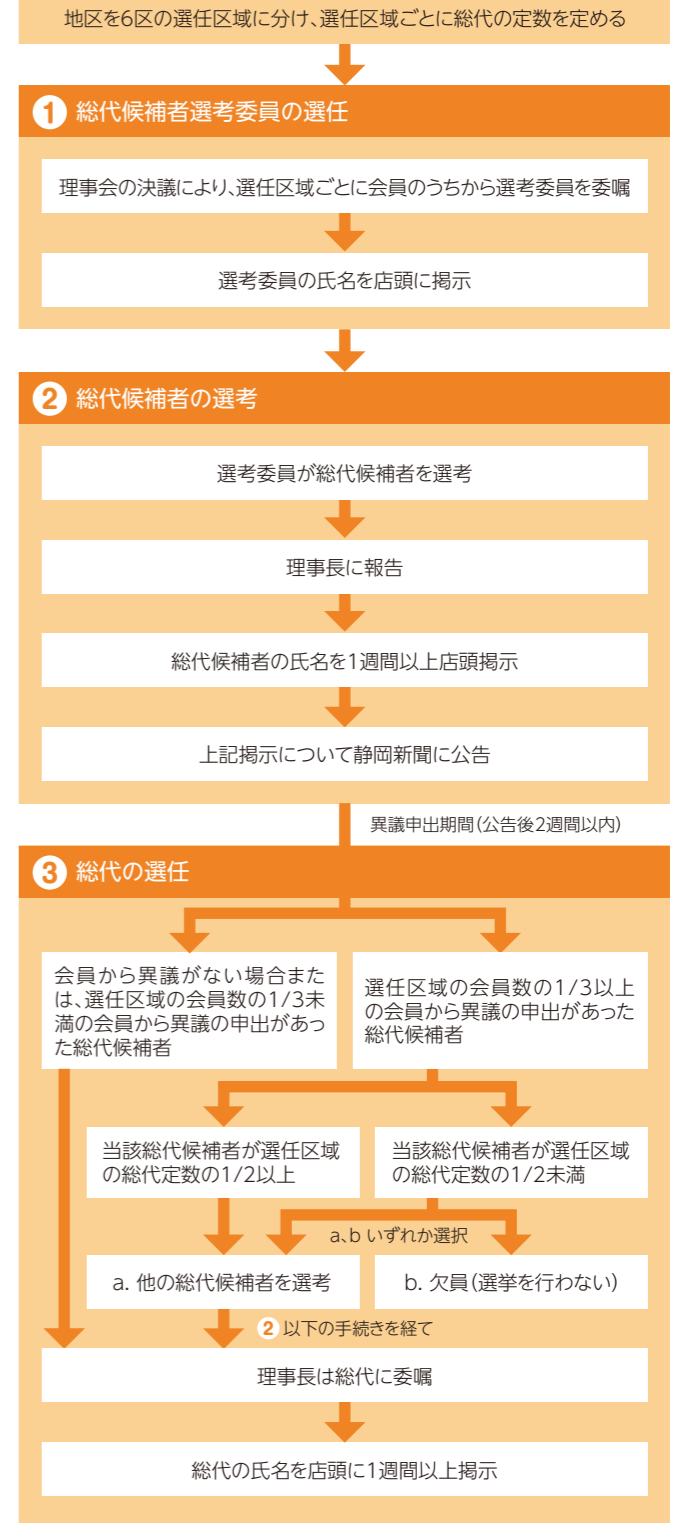 地区を6区の選任区域に分け、選任区域ごとに総代の定数を定める
1 総代候補者選考委員の選任
理事会の決議により、選任区域ごとに会員のうちから選考委員を委嘱
選考委員の氏名を店頭に掲示
2 総代候補者の選考
選考委員が総代候補者を選考
理事長に報告
総代候補者の氏名を1週間以上店頭掲示
上記掲示について静岡新聞に公告
異議申出期間(公告後2週間以内)
3 総代の選任
会員から異議がない場合また
は、選任区域の会員数の1/3未
満の会員から異議の申出があっ
た総代候補者
選任区域の会員数の1/3以上
の会員から異議の申出があった
総代候補者
当該総代候補者が選任区域
の総代定数の1/2以上
当該総代候補者が選任区域
の総代定数の1/2未満
a、b いずれか選択
a. 他の総代候補者を選考
b. 欠員(選挙を行わない)
2 以下の手続きを経て
理事長は総代に委嘱
総代の氏名を店頭に1週間以上掲示